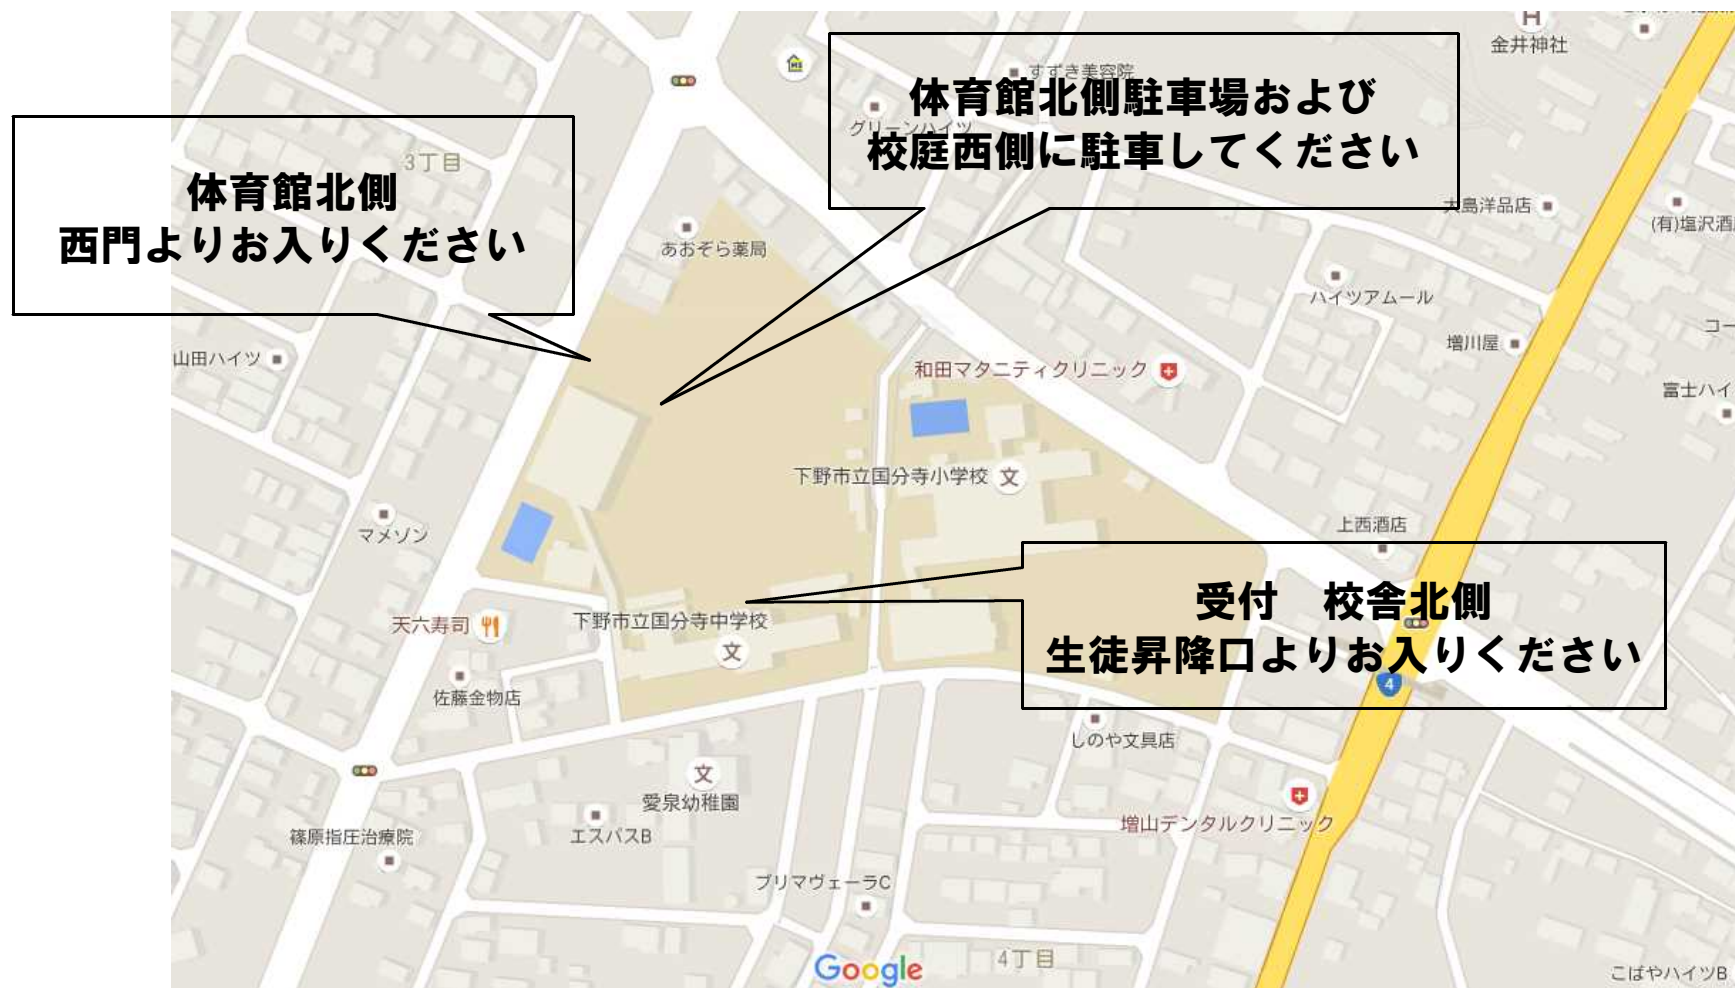 金井神社
すずき美容院
体育館北側駐車場および
校庭西側に駐車してください
グリーンハイツ
3丁目
体育館北側
西門よりお入りください
大島洋品店
(有)塩沢酒
あおぞら薬局
ハイツアムール
コー
増川屋
山田ハイツ
和田マタニティクリニック
富士ハイ
下野市立国分寺小学校
文
上西酒店
マメゾン
受付　校舎北側
生徒昇降口よりお入りください
天六寿司
下野市立国分寺中学校
文
4
佐藤金物店
しのや文具店
文
愛泉幼稚園
増山デンタルクリニック
エスパスB
篠原指圧治療院
プリマヴェーラC
4丁目
Google
こばやハイツB